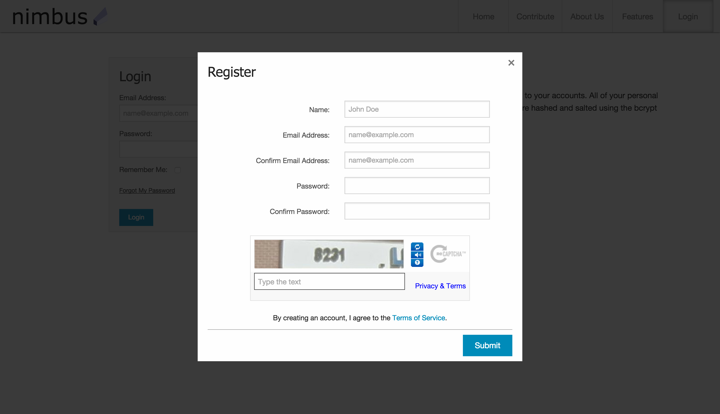 nimbus
Home
Contribute
About Us
Features
Login
Login
Email Address:
name@example.com
Password:
Remember Me:
Forgot My Password
Login
to your accounts. All of your personal
re hashed and salted using the bcrypt
Register
×
Name:
John Doe
Email Address:
name@example.com
Confirm Email Address:
name@example.com
Password:
Confirm Password:
8231
reCAPTCHA™
Type the text
Privacy & Terms
By creating an account, I agree to the Terms of Service.
Submit